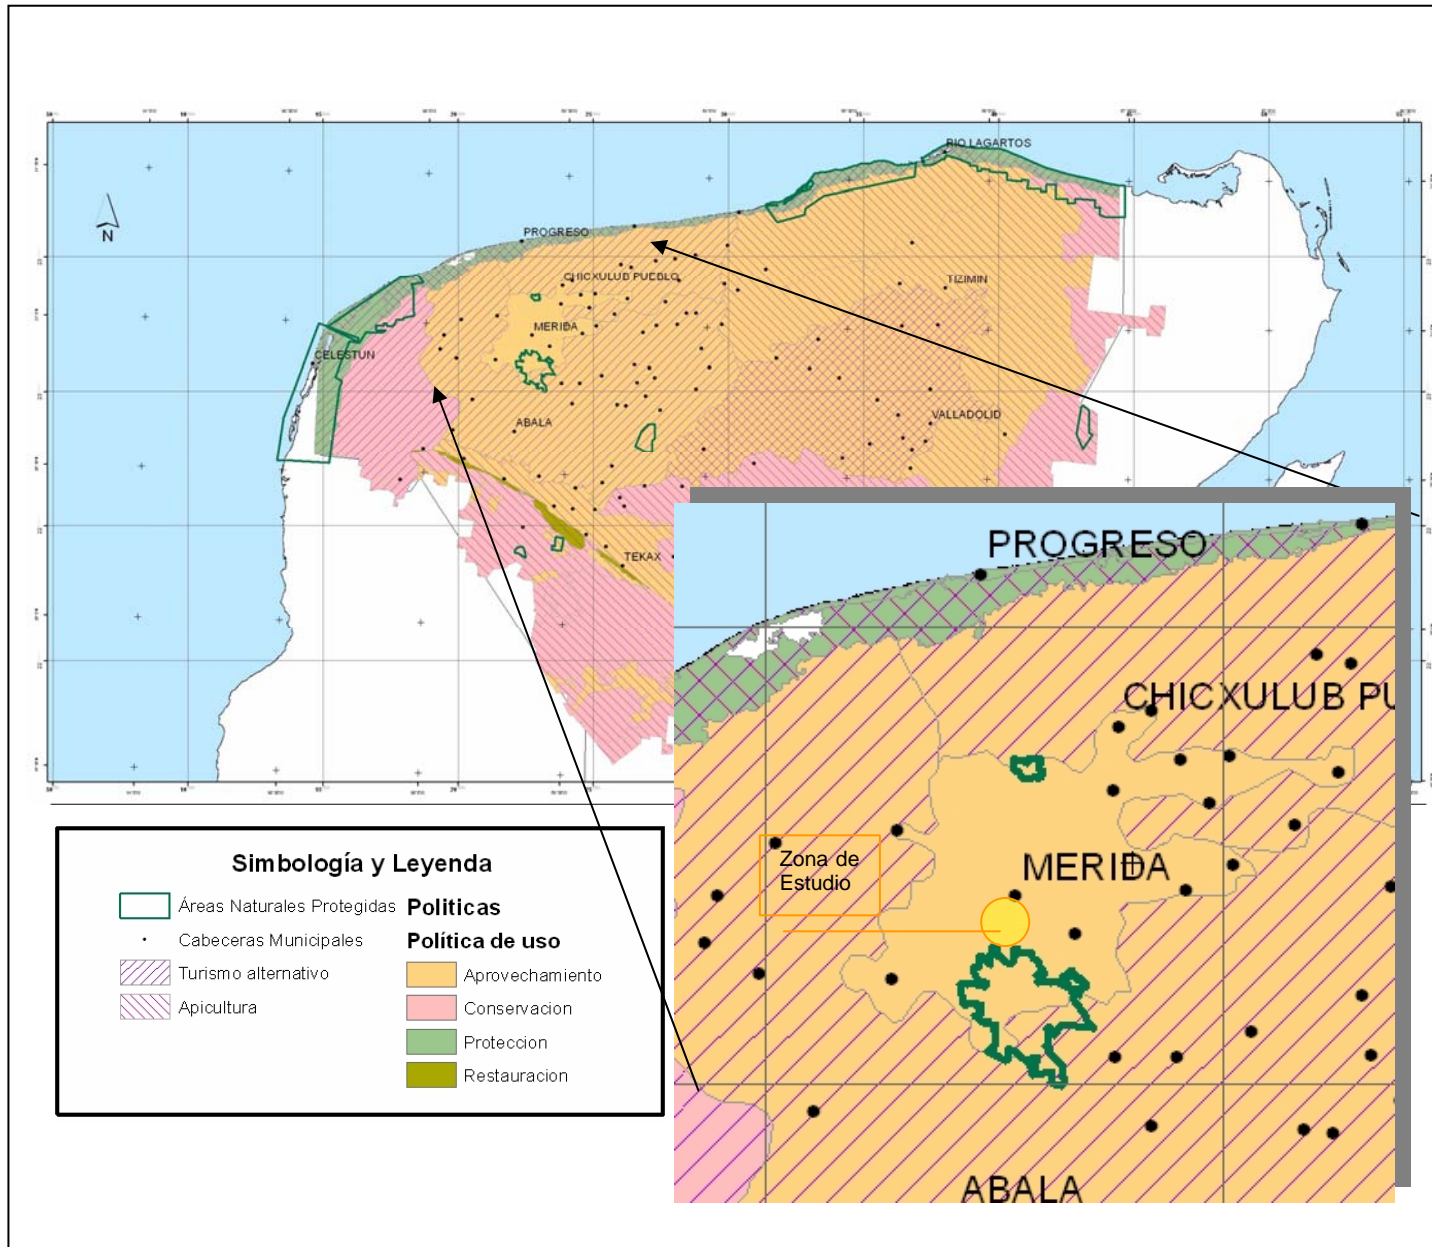 RIO LAGARTOS
PROGRESO
CHICXULUB PUEBLO
TIZIMIN
MERIDA
CELESTUN
VALLADOLID
ABALA
TEKAX
N
PROGRESO
CHICXULUB PU
MERIDA
Zona de
Estudio
ABALA
Simbología y Leyenda
Áreas Naturales Protegidas
Cabeceras Municipales
Turismo alternativo
Apicultura
Politicas
Política de uso
Aprovechamiento
Conservacion
Proteccion
Restauracion